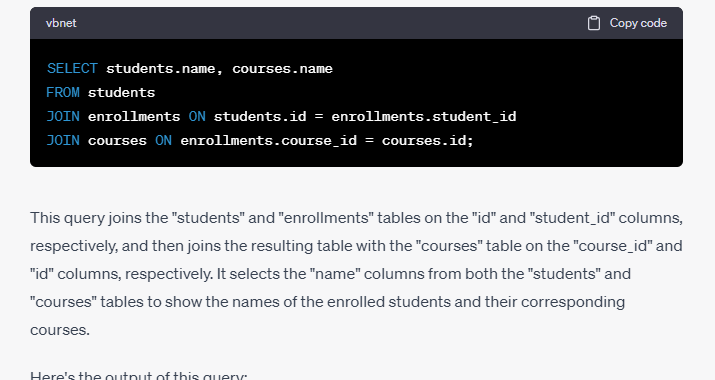 vbnet
Copy code
SELECT students.name, courses.name
FROM students
JOIN enrollments ON students.id = enrollments.student_id
JOIN courses ON enrollments.course_id = courses.id;
This query joins the "students" and "enrollments" tables on the "id" and "student_id" columns,
respectively, and then joins the resulting table with the "courses" table on the "course_id" and
"id" columns, respectively. It selects the "name" columns from both the "students" and
"courses" tables to show the names of the enrolled students and their corresponding
courses.
Here's the output of this query: